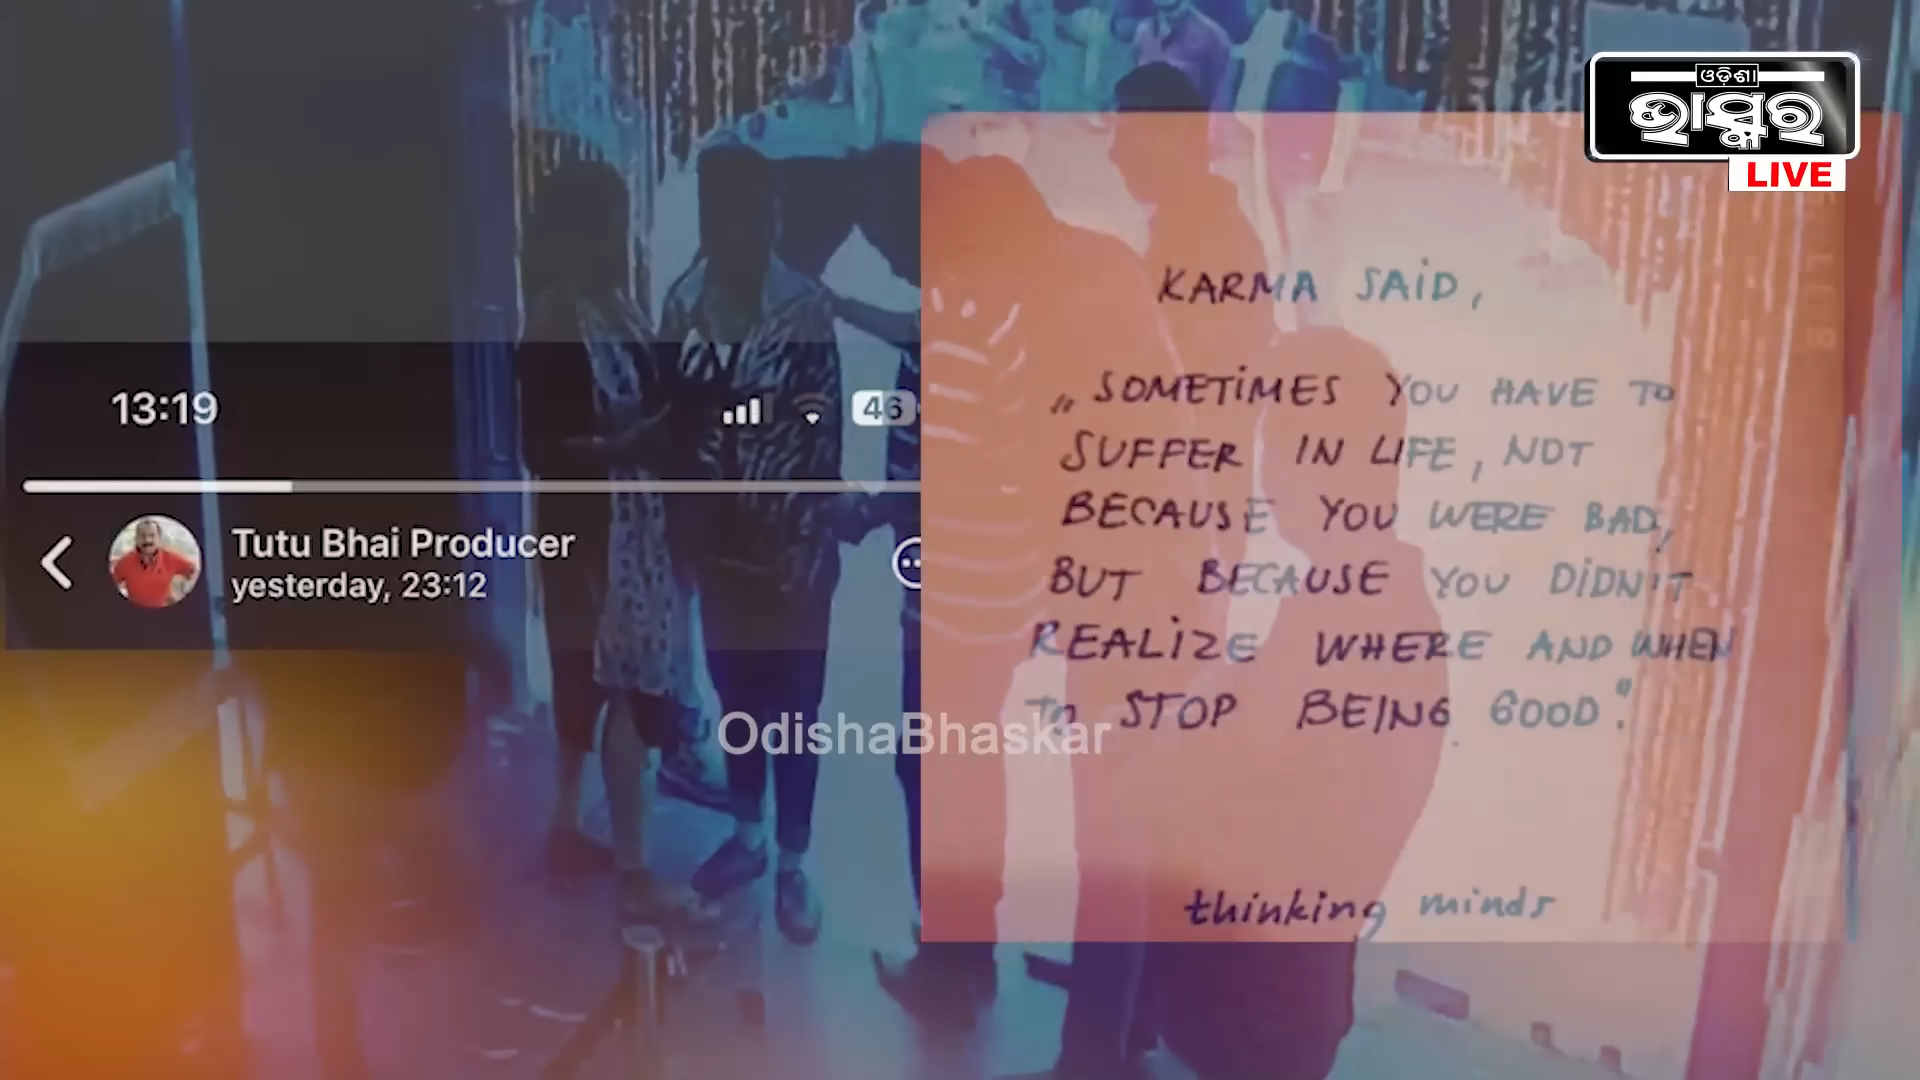 ଓଡ଼ିଶା
ଭାସ୍କର
LIVE
13:19
46
Tutu Bhai Producer
yesterday, 23:12
KARMA SAID,
„SOMETIMES YOU HAVE TO
SUFFER IN LIFE, NOT
BECAUSE YOU WERE BAD,
BUT BECAUSE YOU DIDN'T
REALIZE WHERE AND WHEN
TO STOP BEING GOOD."
thinking minds
OdishaBhaskar